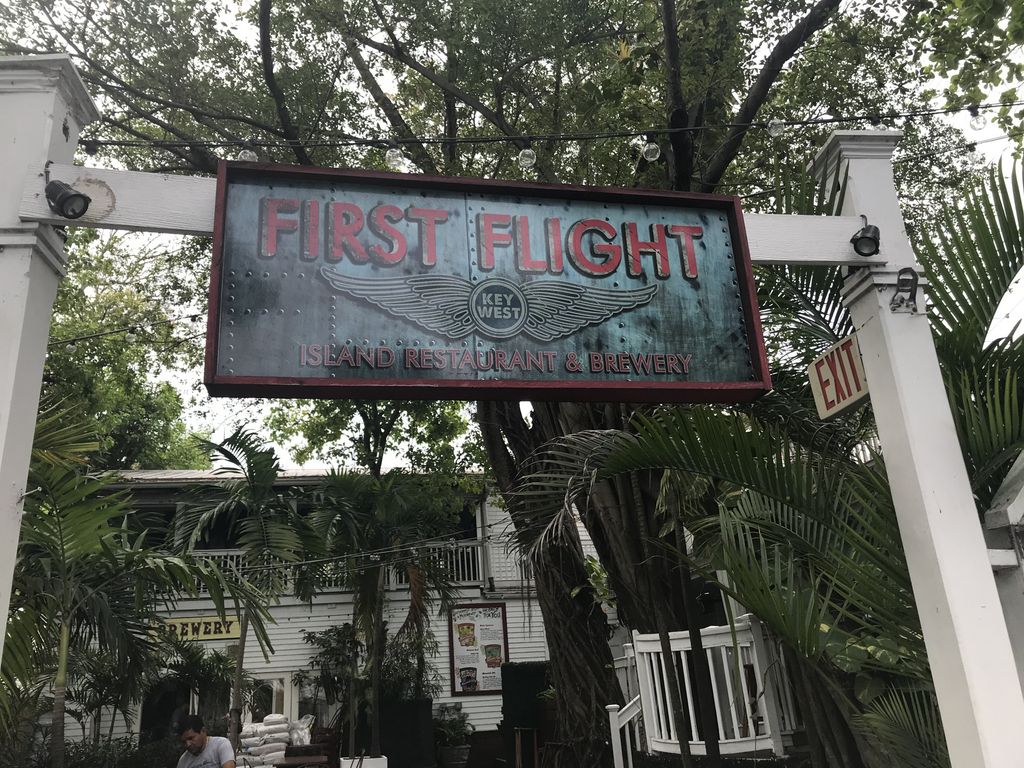 FIRST FLIGHT
KEY
WEST
ISLAND RESTAURANT & BREWERY
EXIT
BREWERY